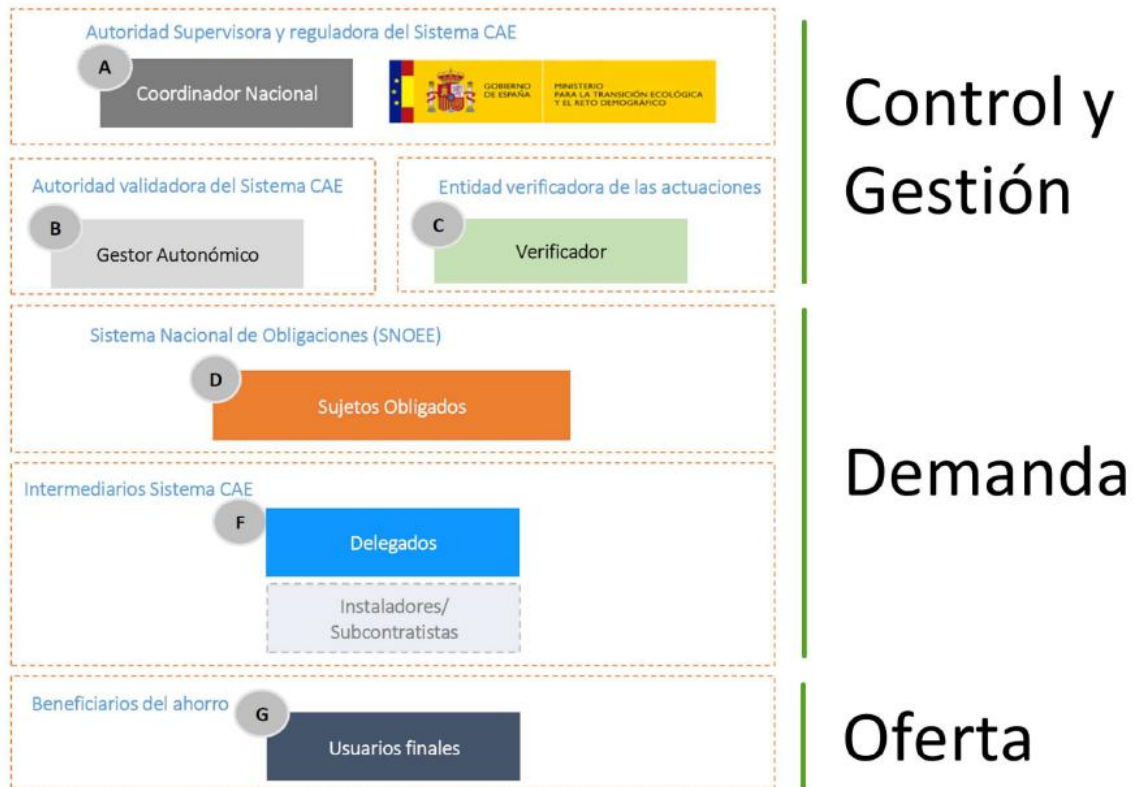 Autoridad Supervisora y reguladora del Sistema CAE
A
Coordinador Nacional
GOBIERNO
DE ESPAÑA
MINISTERIO
PARA LA TRANSICIÓN ECOLÓGICA
Y EL RETO DEMOGRÁFICO
Control y
Gestión
Autoridad validadora del Sistema CAE
B
Gestor Autonómico
Entidad verificadora de las actuaciones
C
Verificador
Sistema Nacional de Obligaciones (SNOEE)
D
Sujetos Obligados
Demanda
Intermediarios Sistema CAE
F
Delegados
Instaladores/
Subcontratistas
Beneficiarios del ahorro
G
Usuarios finales
Oferta